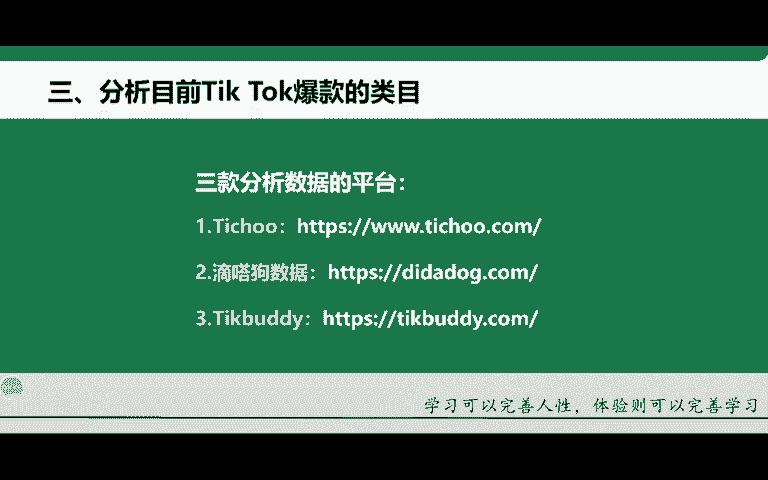 三、分析目前Tik Tok爆款的类目
三款分析数据的平台：
1.Tichoo：https://www.tichoo.com/
2.滴嗒狗数据：https://didadog.com/
3.Tikbuddy：https://tikbuddy.com/
学习可以完善人性，体验则可以完善学习